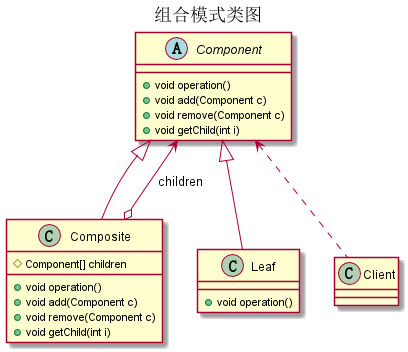 组合模式类图
A Component
void operation()
void add(Component c)
void remove(Component c)
void getChild(int i)
children
C Composite
Component[] children
void operation()
void add(Component c)
void remove(Component c)
void getChild(int i)
C Leaf
void operation()
C Client